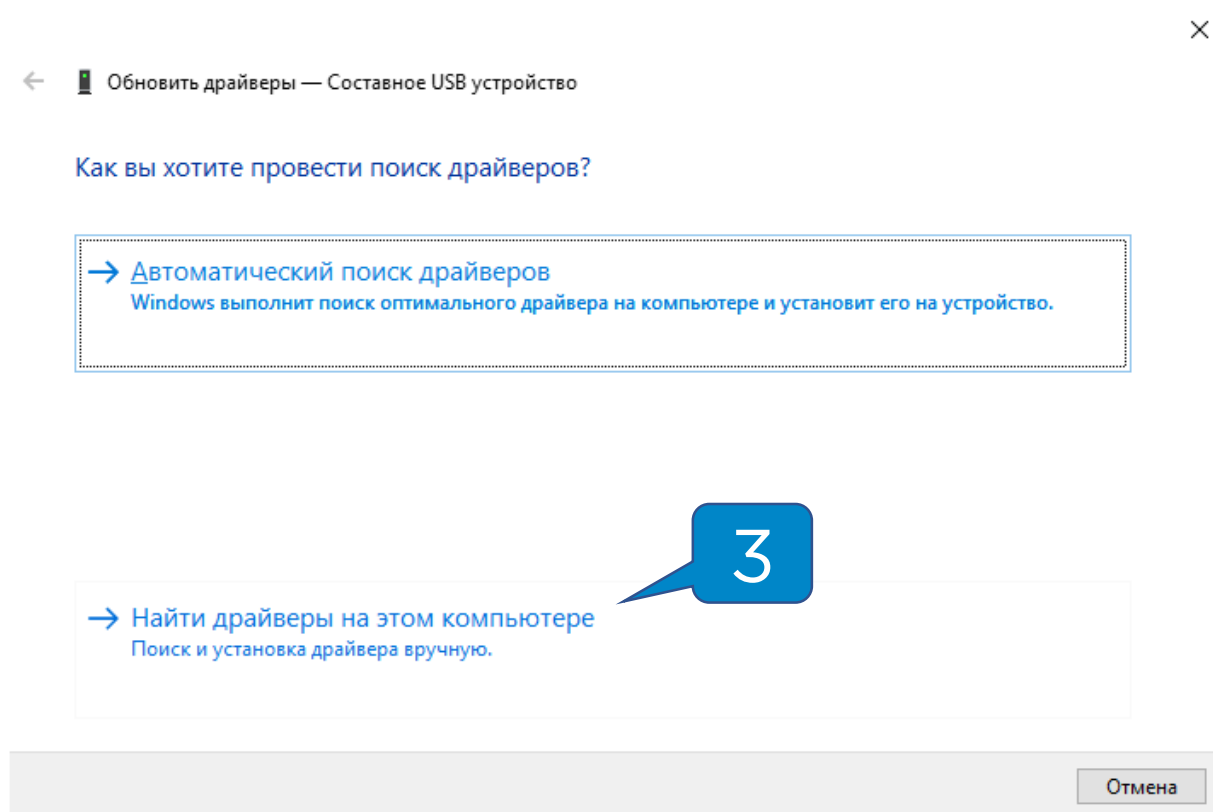 Обновить драйверы — Составное USB устройство
Как вы хотите провести поиск драйверов?
Автоматический поиск драйверов
Windows выполнит поиск оптимального драйвера на компьютере и установит его на устройство.
3
Найти драйверы на этом компьютере
Поиск и установка драйвера вручную.
Отмена